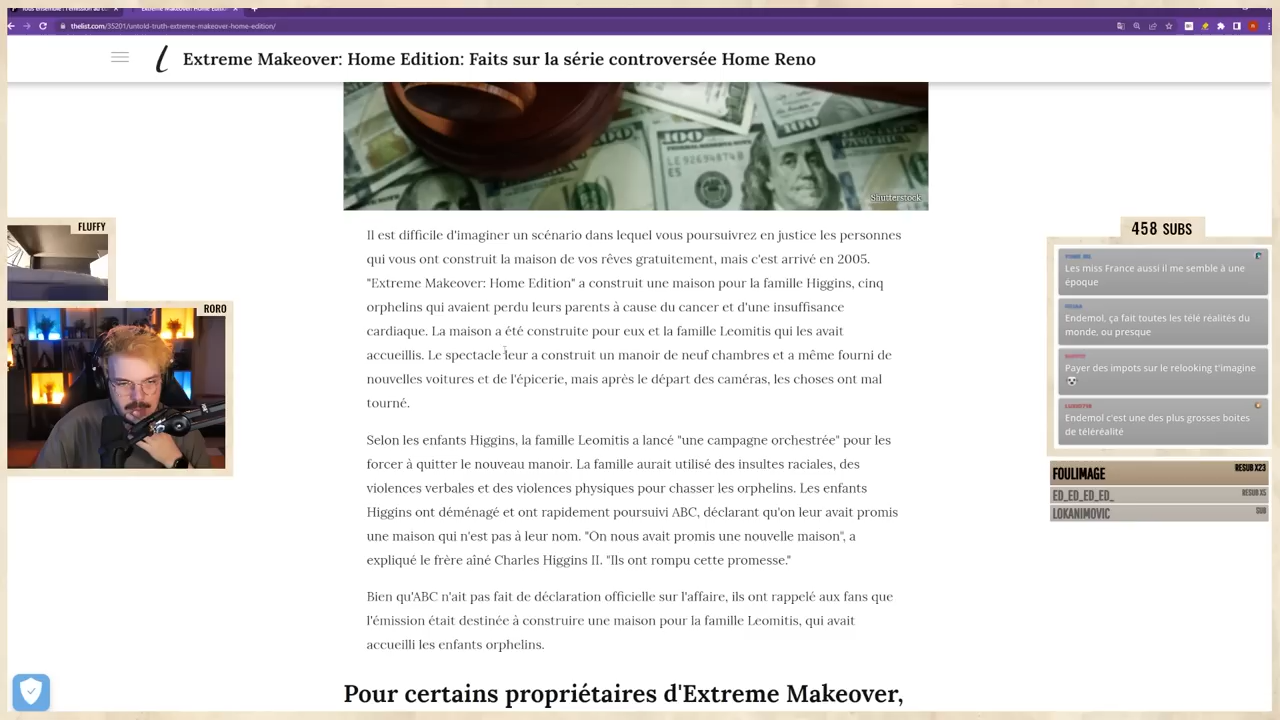 thelist.com/35201/untold-truth-extreme-makeover-home-edition/
Extreme Makeover: Home Edition: Faits sur la série controversée Home Reno
Shutterstock
Il est difficile d'imaginer un scénario dans lequel vous poursuivrez en justice les personnes
qui vous ont construit la maison de vos rêves gratuitement, mais c'est arrivé en 2005.
"Extreme Makeover: Home Edition" a construit une maison pour la famille Higgins, cinq
orphelins qui avaient perdu leurs parents à cause du cancer et d'une insuffisance
cardiaque. La maison a été construite pour eux et la famille Leomitis qui les avait
accueillis. Le spectacle leur a construit un manoir de neuf chambres et a même fourni de
nouvelles voitures et de l'épicerie, mais après le départ des caméras, les choses ont mal
tourné.
Selon les enfants Higgins, la famille Leomitis a lancé "une campagne orchestrée" pour les
forcer à quitter le nouveau manoir. La famille aurait utilisé des insultes raciales, des
violences verbales et des violences physiques pour chasser les orphelins. Les enfants
Higgins ont déménagé et ont rapidement poursuivi ABC, déclarant qu'on leur avait promis
une maison qui n'est pas à leur nom. "On nous avait promis une nouvelle maison", a
expliqué le frère aîné Charles Higgins II. "Ils ont rompu cette promesse."
Bien qu'ABC n'ait pas fait de déclaration officielle sur l'affaire, ils ont rappelé aux fans que
l'émission était destinée à construire une maison pour la famille Leomitis, qui avait
accueilli les enfants orphelins.
Pour certains propriétaires d'Extreme Makeover,
FLUFFY
RORO
458 SUBS
Les miss France aussi il me semble à une
époque
Endemol, ça fait toutes les télé réalités du
monde, ou presque
Payer des impots sur le relooking t'imagine
Endemol c'est une des plus grosses boites
de téléréalité
FOULIMAGE RESUB X23
ED_ED_ED_ED_ RESUB X5
LOKANIMOVIC SUB